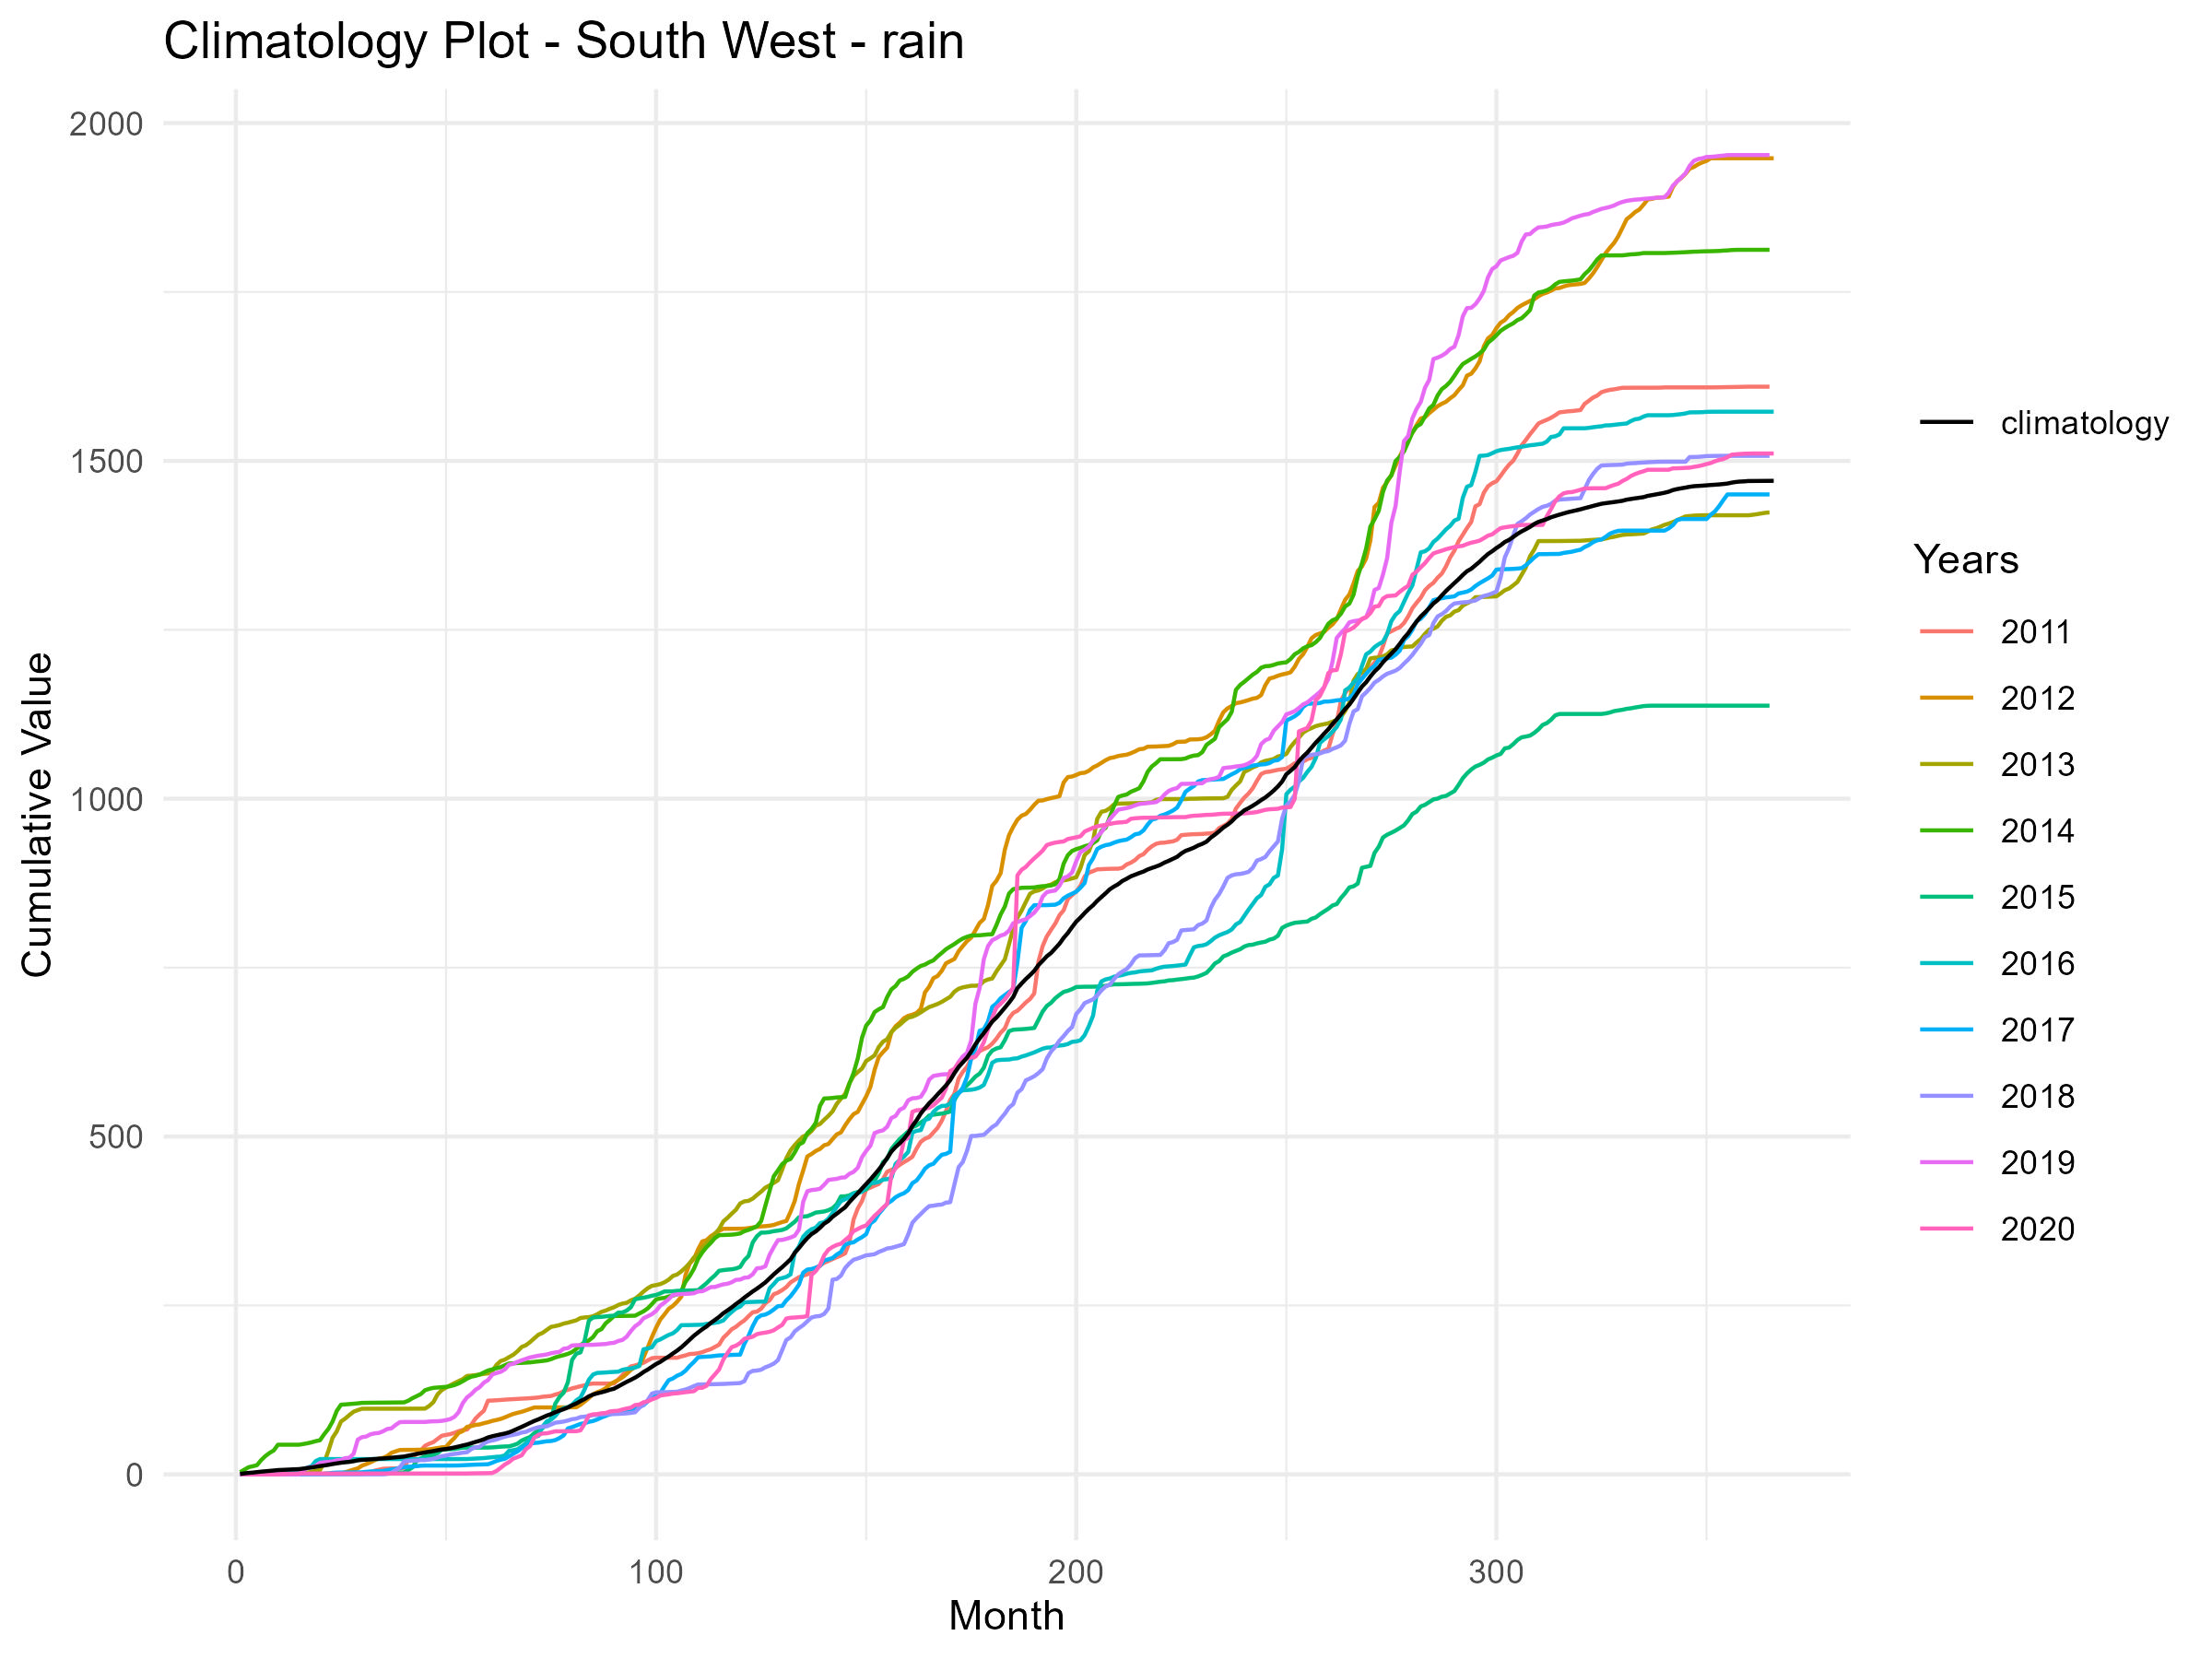 Climatology Plot - South West - rain
2000
1500
1000
500
0
Cumulative Value
0 100 200 300
Month
climatology
Years
2011
2012
2013
2014
2015
2016
2017
2018
2019
2020